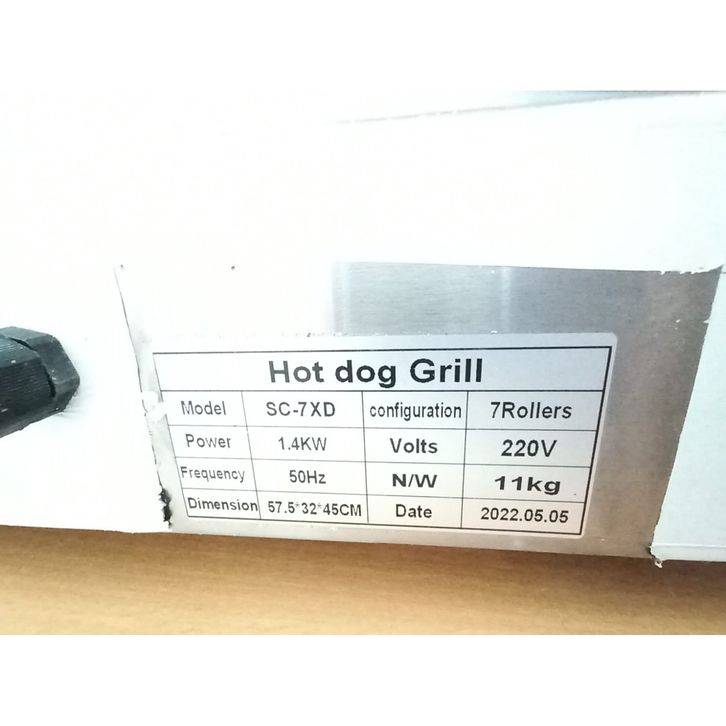 Hot dog Grill
Model SC-7XD configuration 7Rollers
Power 1.4KW Volts 220V
Frequency 50Hz N/W 11kg
Dimension 57.5*32*45CM Date 2022.05.05